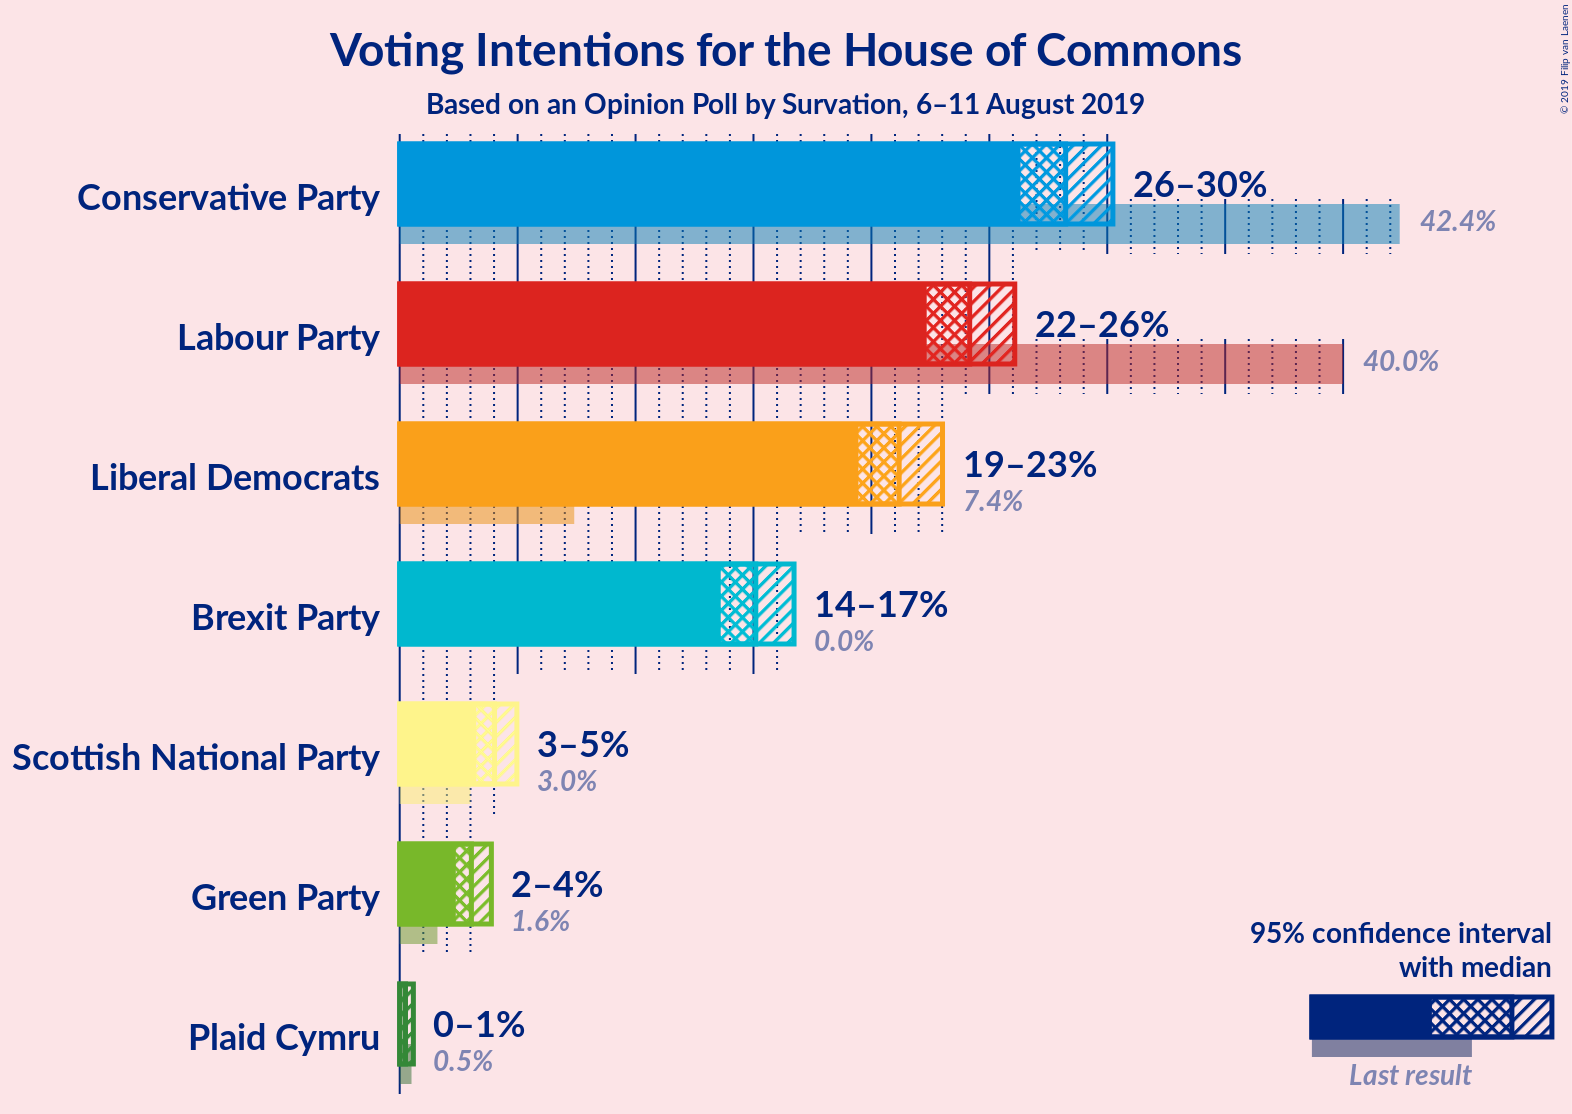 Voting Intentions for the House of Commons
Based on an Opinion Poll by Survation, 6–11 August 2019
© 2019 Filip van Laenen
Conservative Party
26–30%
42.4%
Labour Party
22–26%
40.0%
Liberal Democrats
19–23%
7.4%
Brexit Party
14–17%
0.0%
Scottish National Party
3–5%
3.0%
Green Party
2–4%
1.6%
Plaid Cymru
0–1%
0.5%
95% confidence interval
with median
Last result